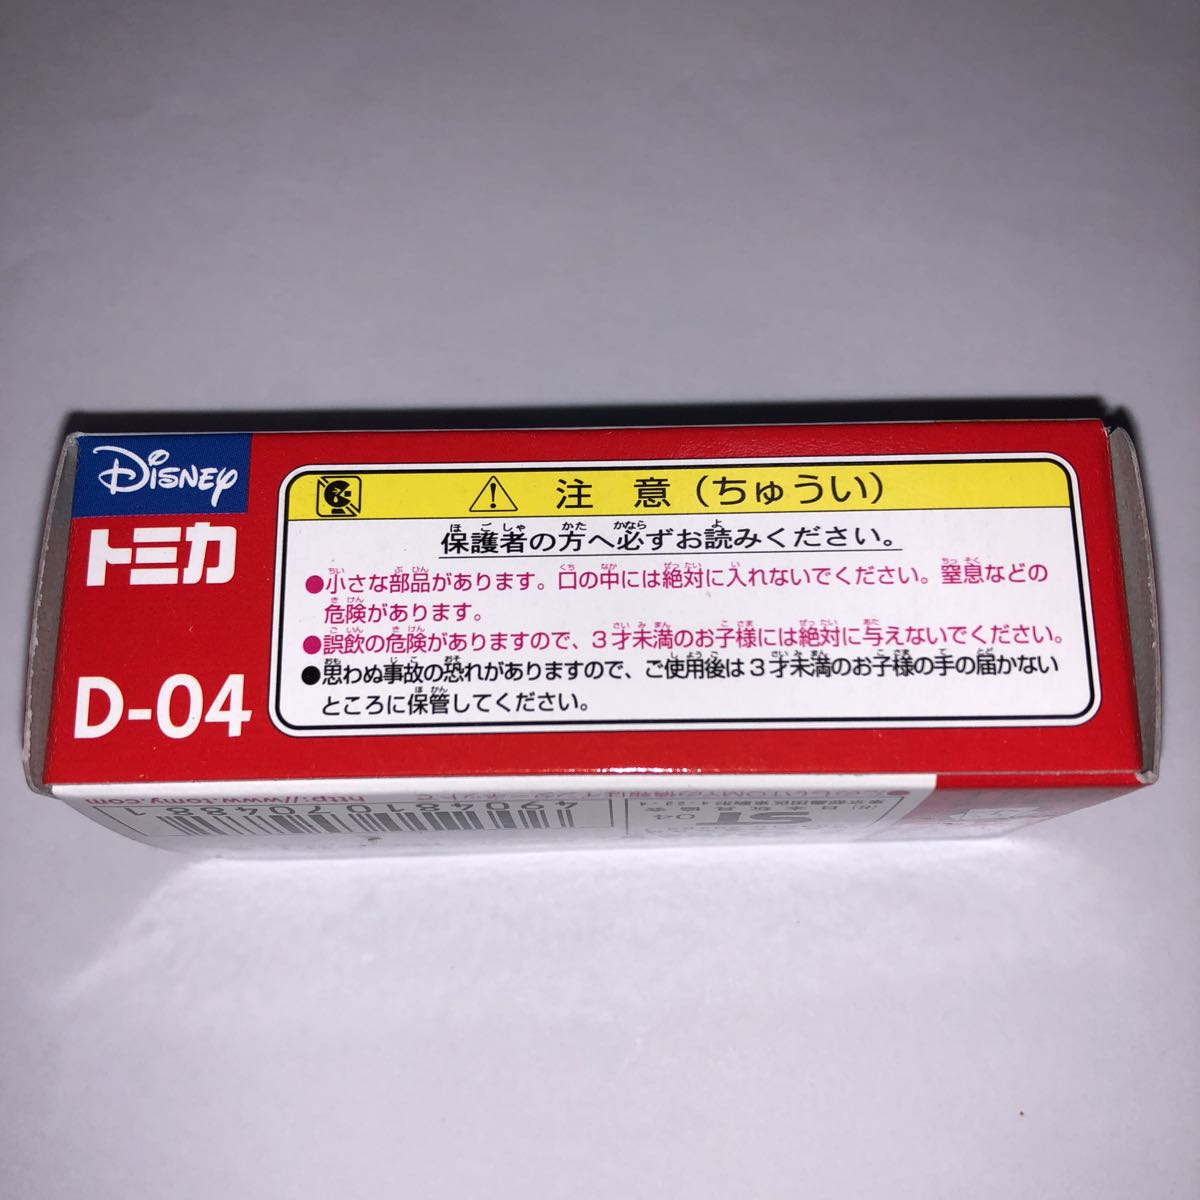 DISNEY
トミカ
D-04
注 意 (ちゅうい)
保護者の方へ必ずお読みください。
●小さな部品があります。口の中には絶対に入れないでください。窒息などの
危険があります。
●誤飲の危険がありますので、3才未満のお子様には絶対に与えないでください。
●思わぬ事故の恐れがありますので、ご使用後は3才未満のお子様の手の届かない
ところに保管してください。
http://www.tomy.com
4904810704881
ST
04